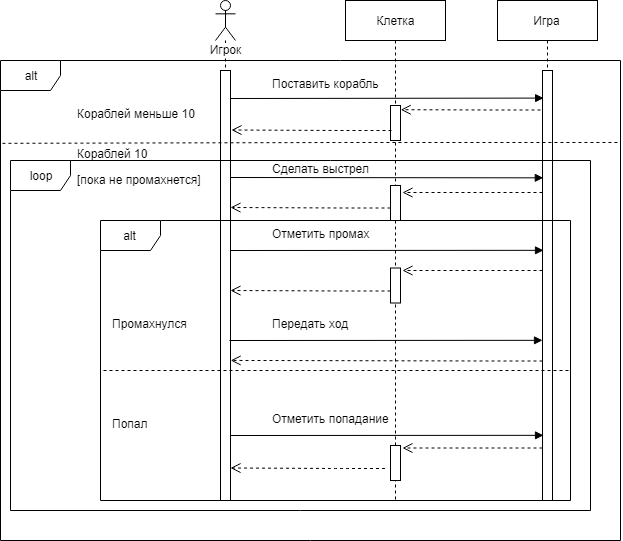 Игрок
Клетка
Игра
alt
Поставить корабль
Кораблей меньше 10
Кораблей 10
loop
[пока не промахнется]
Сделать выстрел
alt
Отметить промах
Промахнулся
Передать ход
Попал
Отметить попадание